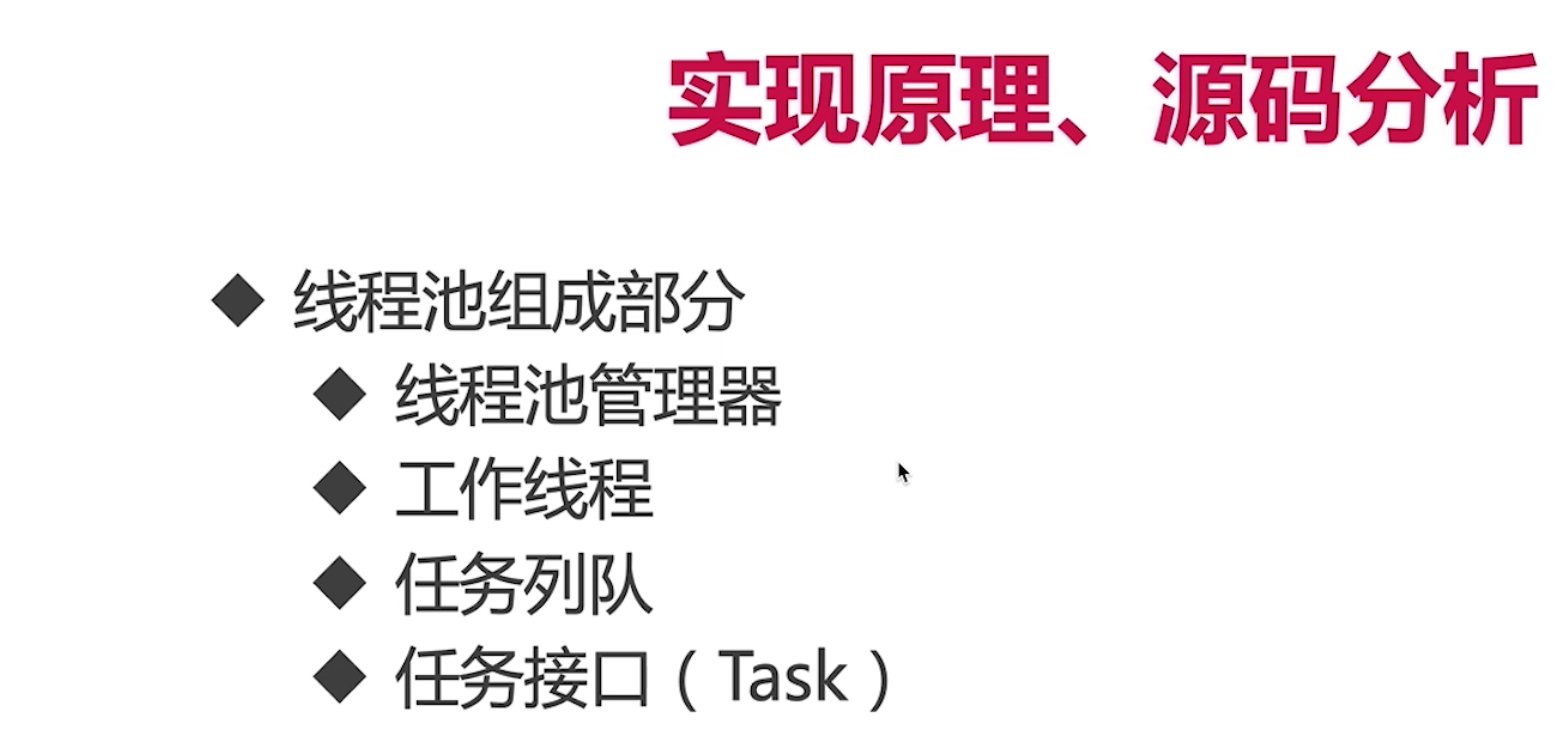 实现原理、源码分析
线程池组成部分
线程池管理器
工作线程
任务列队
任务接口（Task）